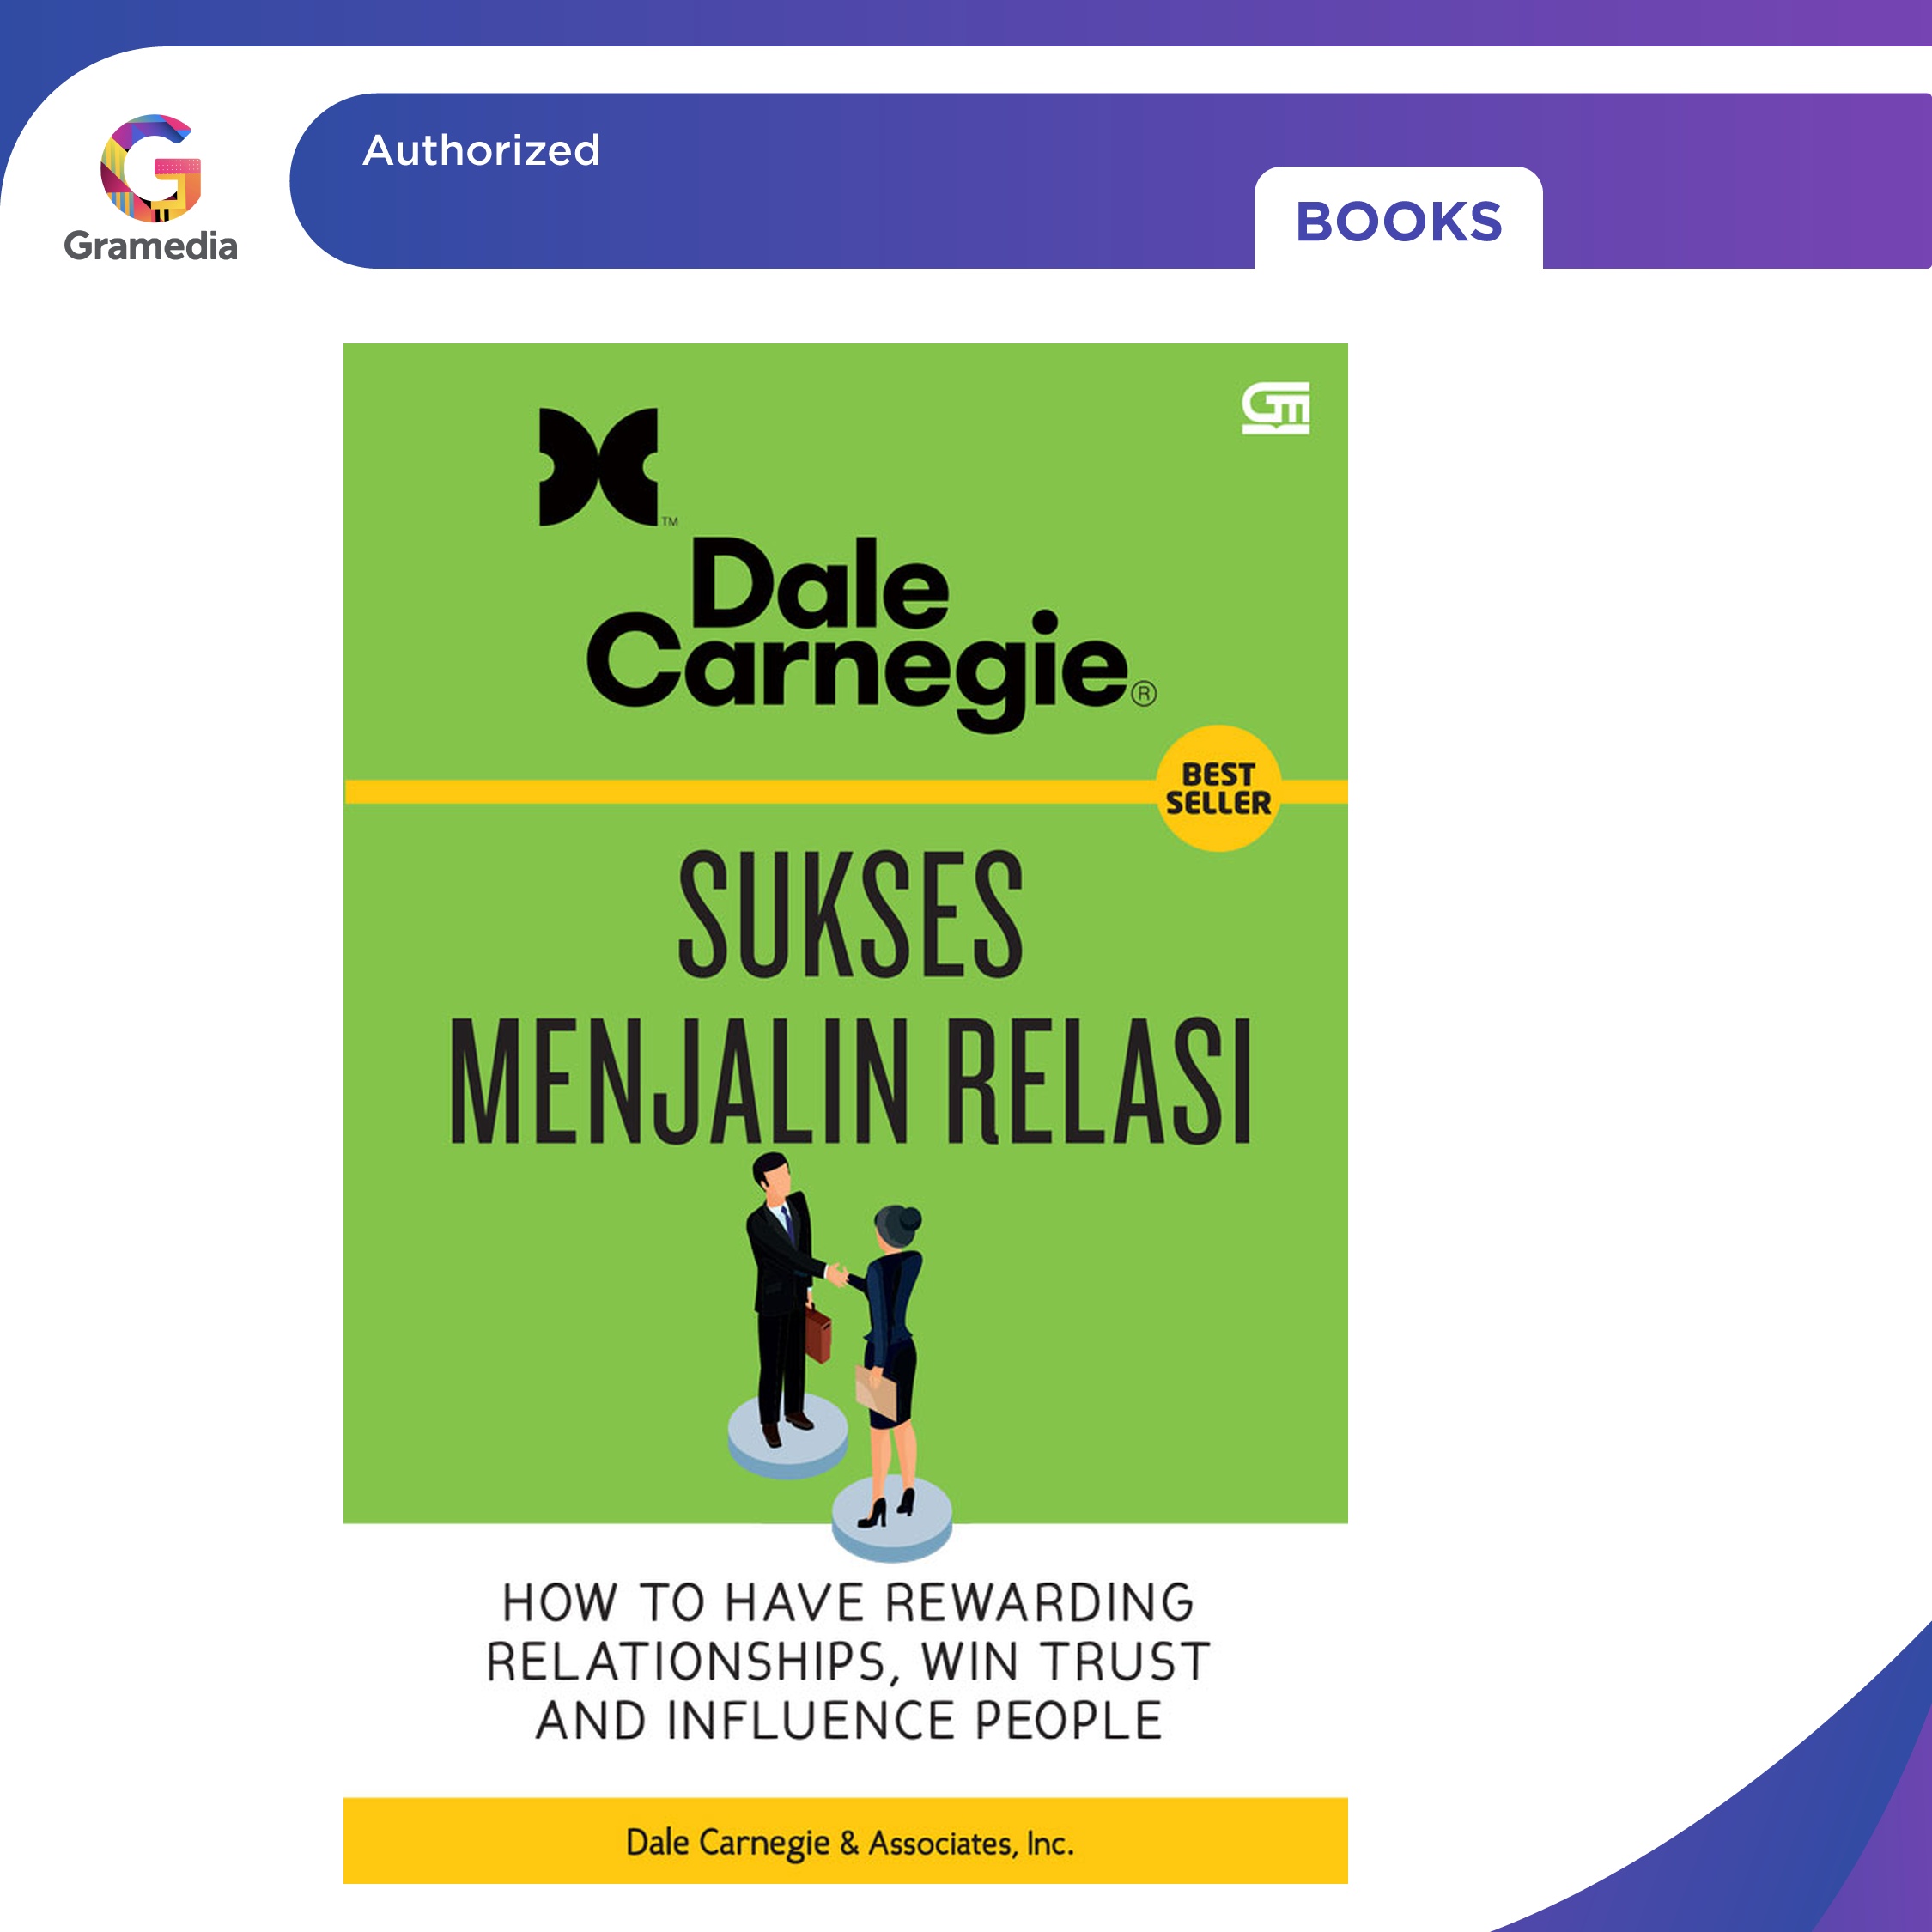 Authorized
Gramedia
BOOKS
GM
TM
Dale
Carnegie®
BEST
SELLER
SUKSES
MENJALIN RELASI
HOW TO HAVE REWARDING
RELATIONSHIPS, WIN TRUST
AND INFLUENCE PEOPLE
Dale Carnegie & Associates, Inc.